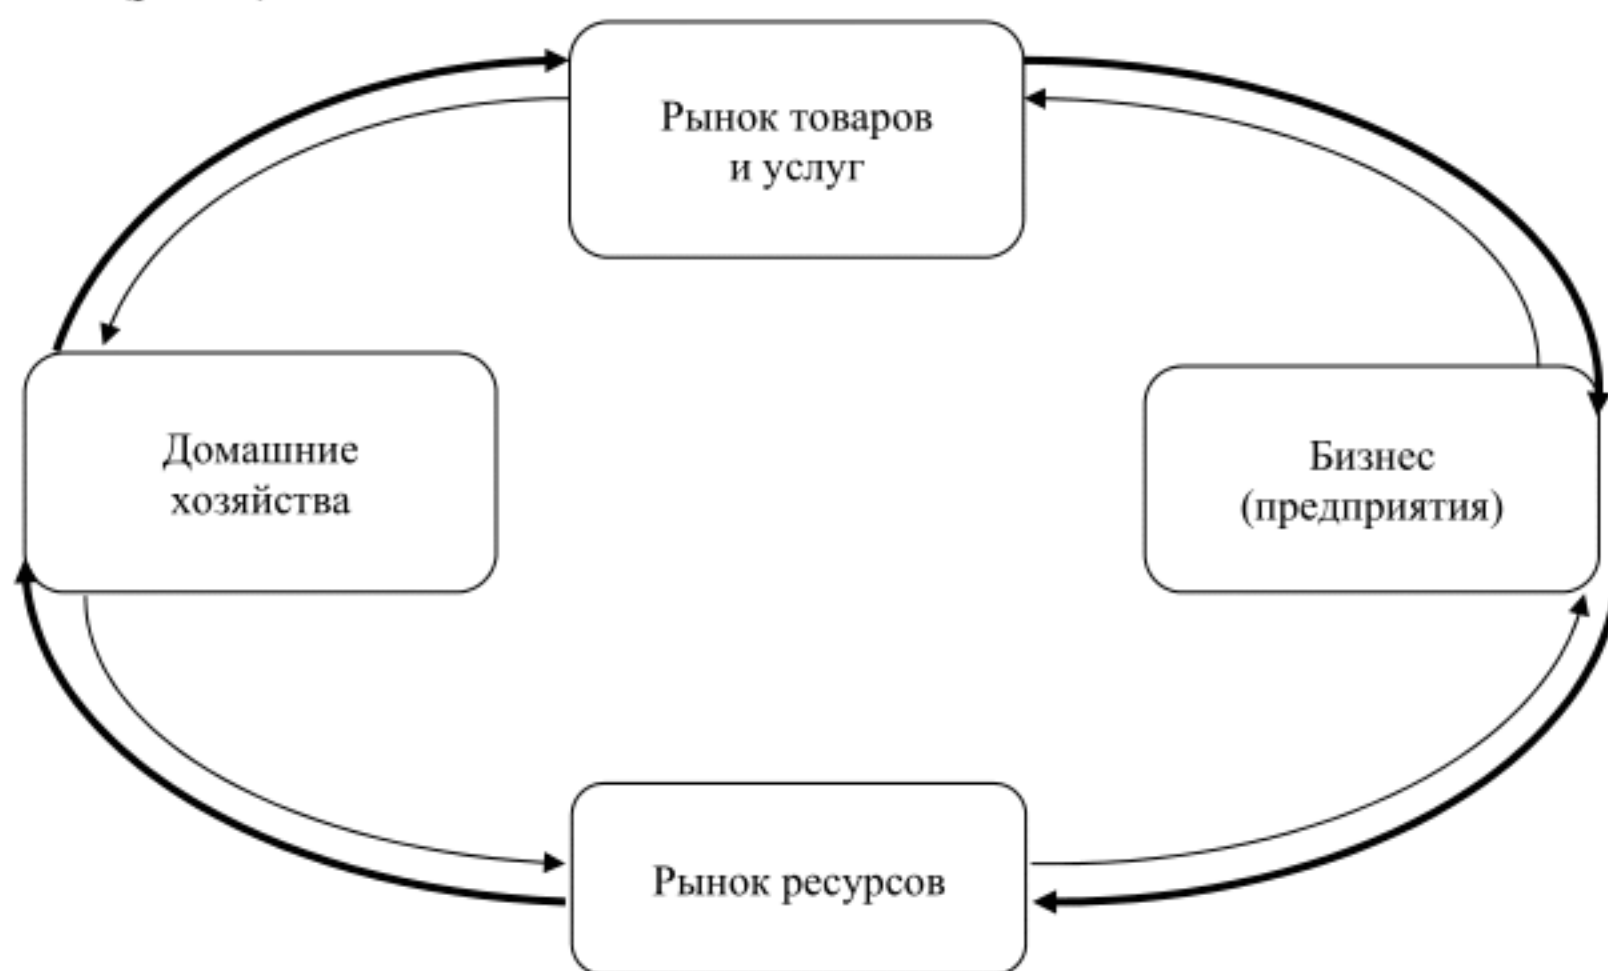 Рынок товаров
и услуг
Домашние
хозяйства
Бизнес
(предприятия)
Рынок ресурсов